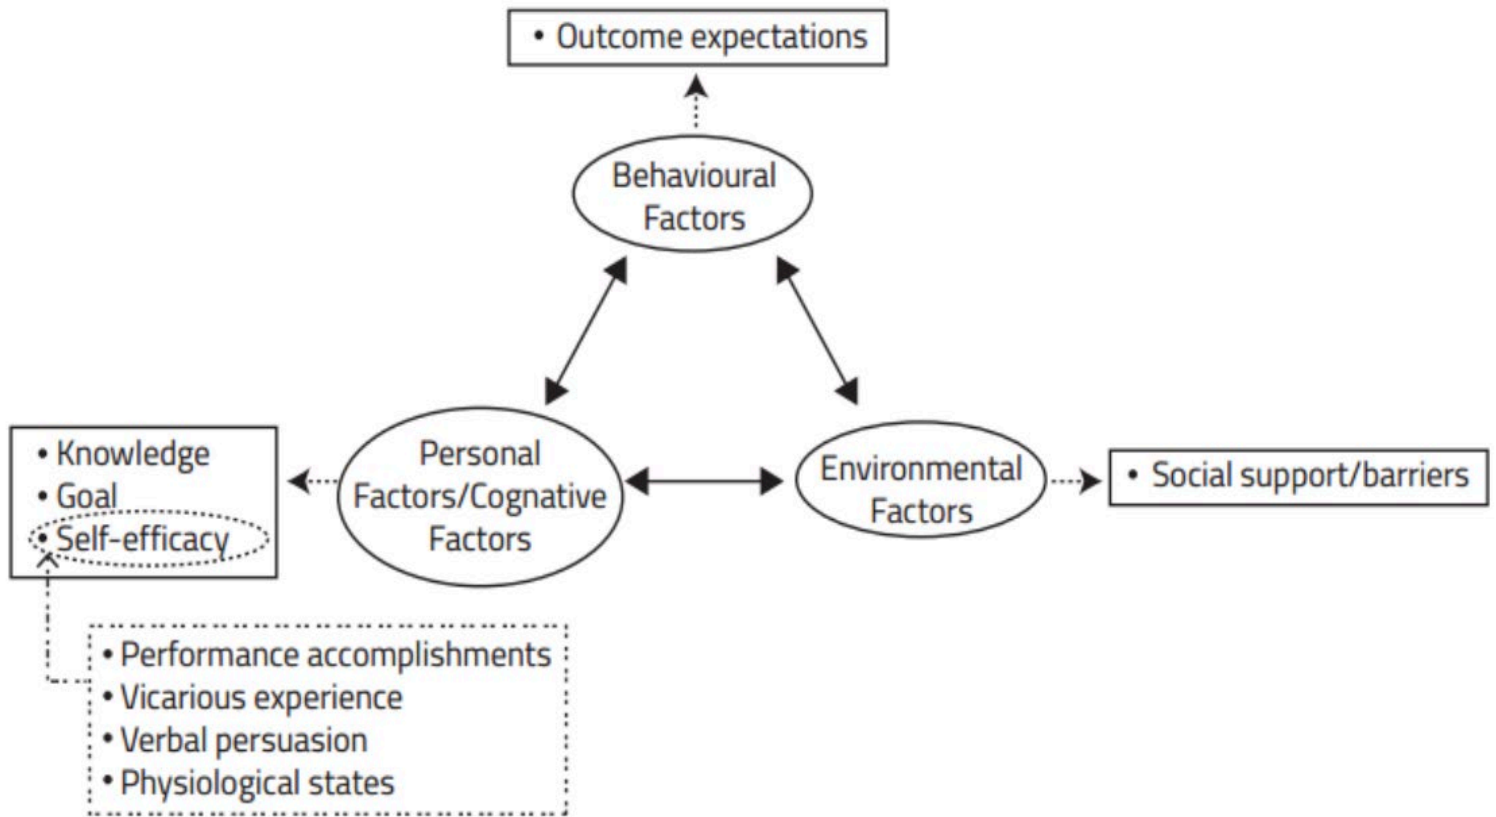 • Outcome expectations
Behavioural
Factors
• Knowledge
• Goal
• Self-efficacy
Personal
Factors/Cognative
Factors
Environmental
Factors
• Social support/barriers
• Performance accomplishments
• Vicarious experience
• Verbal persuasion
• Physiological states